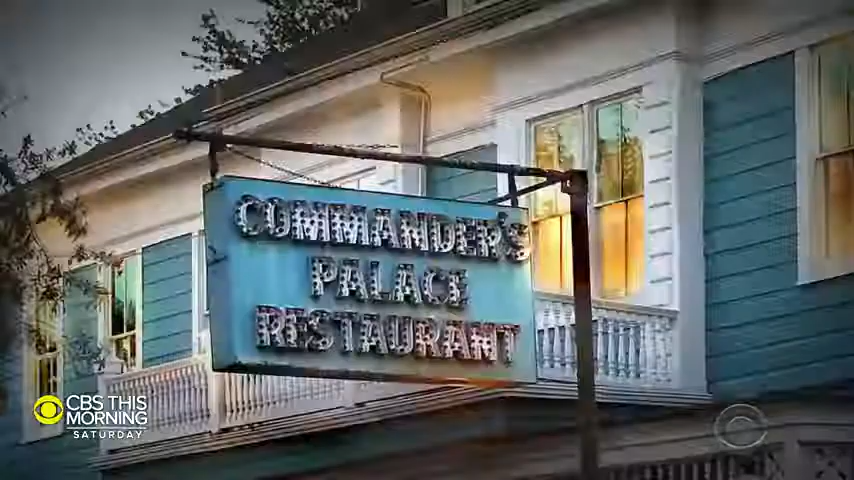 COMMANDER'S
PALACE
RESTAURANT
CBS THIS
MORNING
SATURDAY